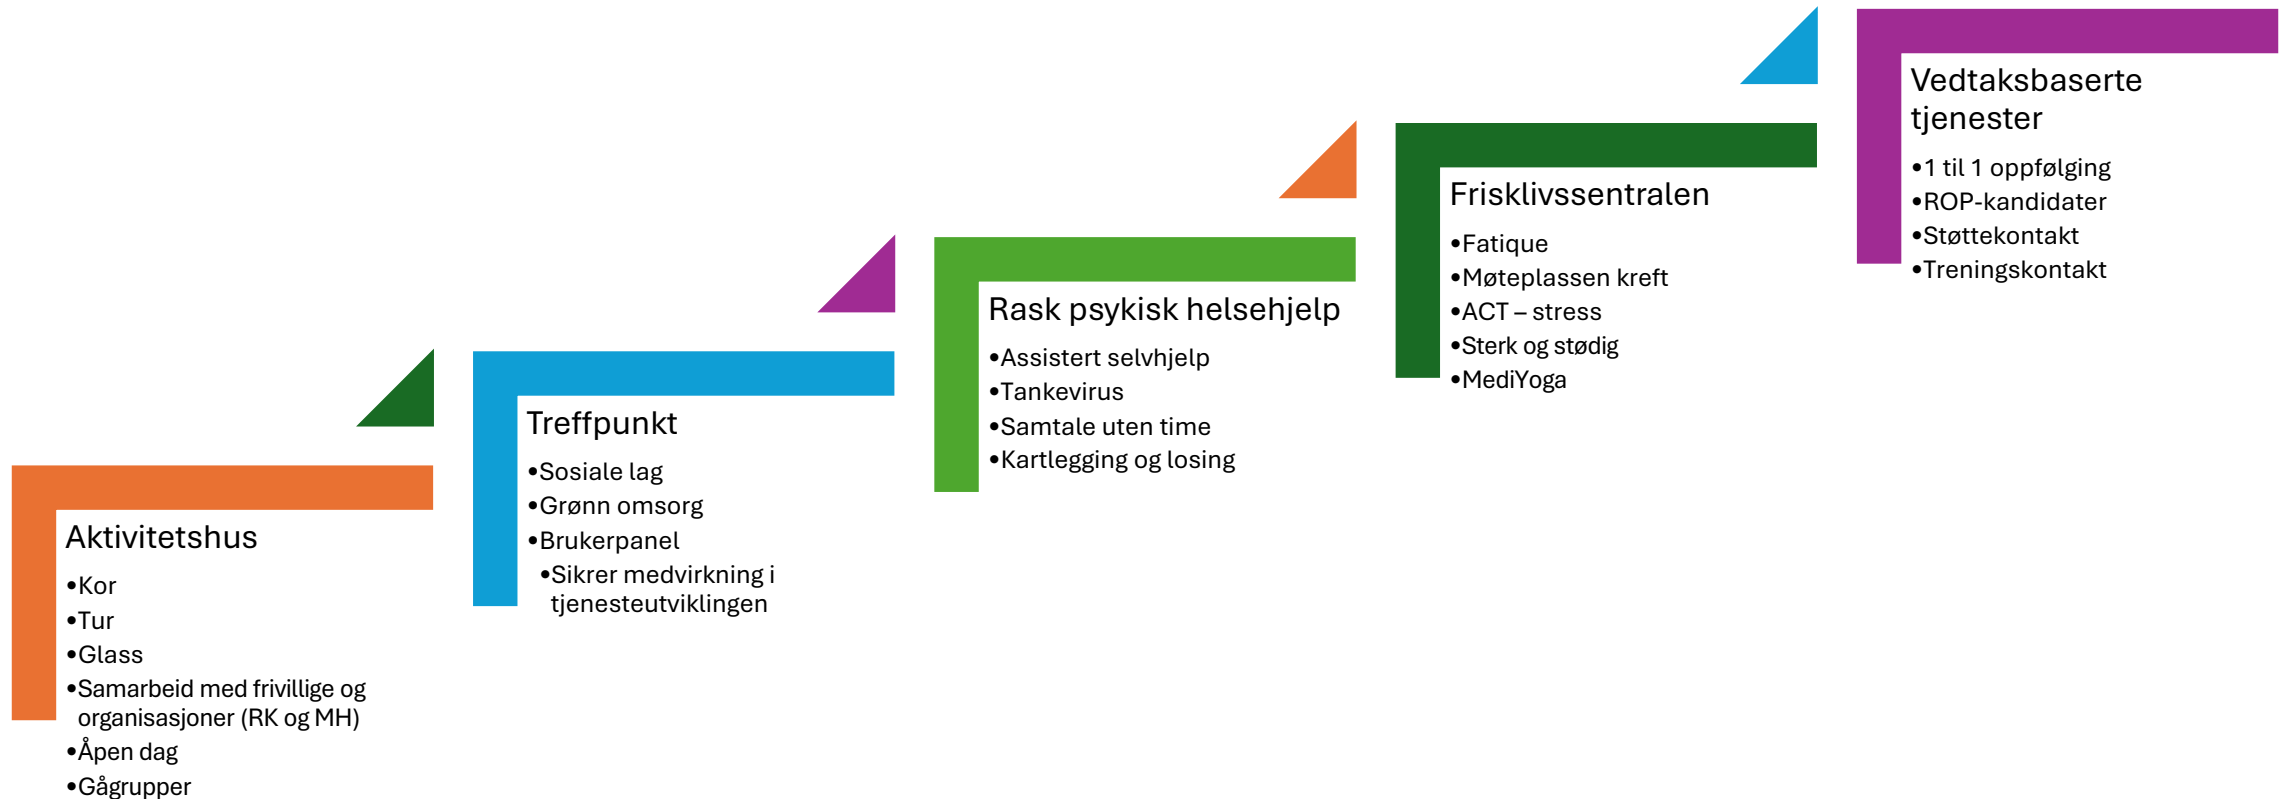 Aktivitetshus
•Kor
•Tur
•Glass
•Samarbeid med frivillige og
organisasjoner (RK og MH)
•Åpen dag
•Gågrupper
Treffpunkt
•Sosiale lag
•Grønn omsorg
•Brukerpanel
•Sikrer medvirkning i
tjenesteutviklingen
Rask psykisk helsehjelp
•Assistert selvhjelp
•Tankevirus
•Samtale uten time
•Kartlegging og losing
Frisklivssentralen
•Fatique
•Møteplassen kreft
•ACT – stress
•Sterk og stødig
•MediYoga
Vedtaksbaserte
tjenester
•1 til 1 oppfølging
•ROP-kandidater
•Støttekontakt
•Treningskontakt